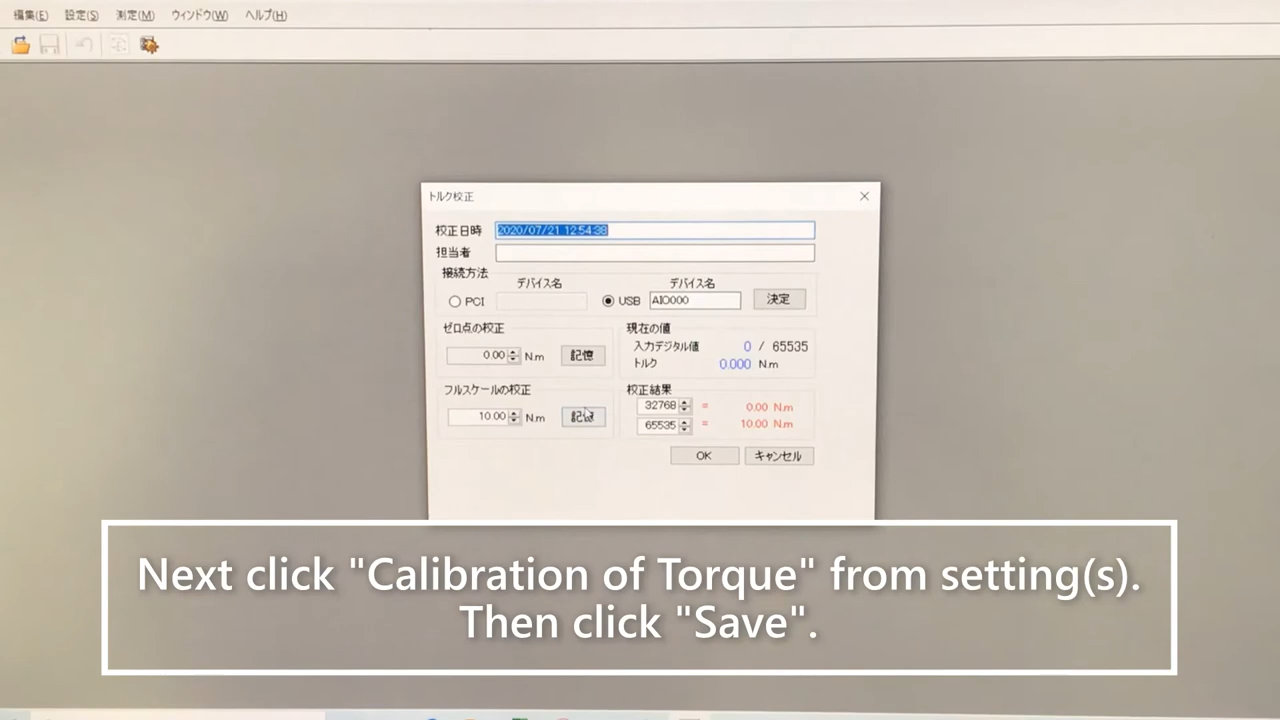 編集(E) 設定(S) 測定(M) ウィンドウ(W) ヘルプ(H)
トルク校正
校正日時 2020/07/21 12:54:38
担当者
接続方法
デバイス名 デバイス名
PCI USB AIO000 決定
ゼロ点の校正 現在の値
入力デジタル値 0 / 65535
0.00 N.m 記憶
トルク 0.000 N.m
フルスケールの校正 校正結果
32768 = 0.00 N.m
10.00 N.m 記憶
65535 = 10.00 N.m
OK キャンセル
Next click "Calibration of Torque" from setting(s).
Then click "Save".